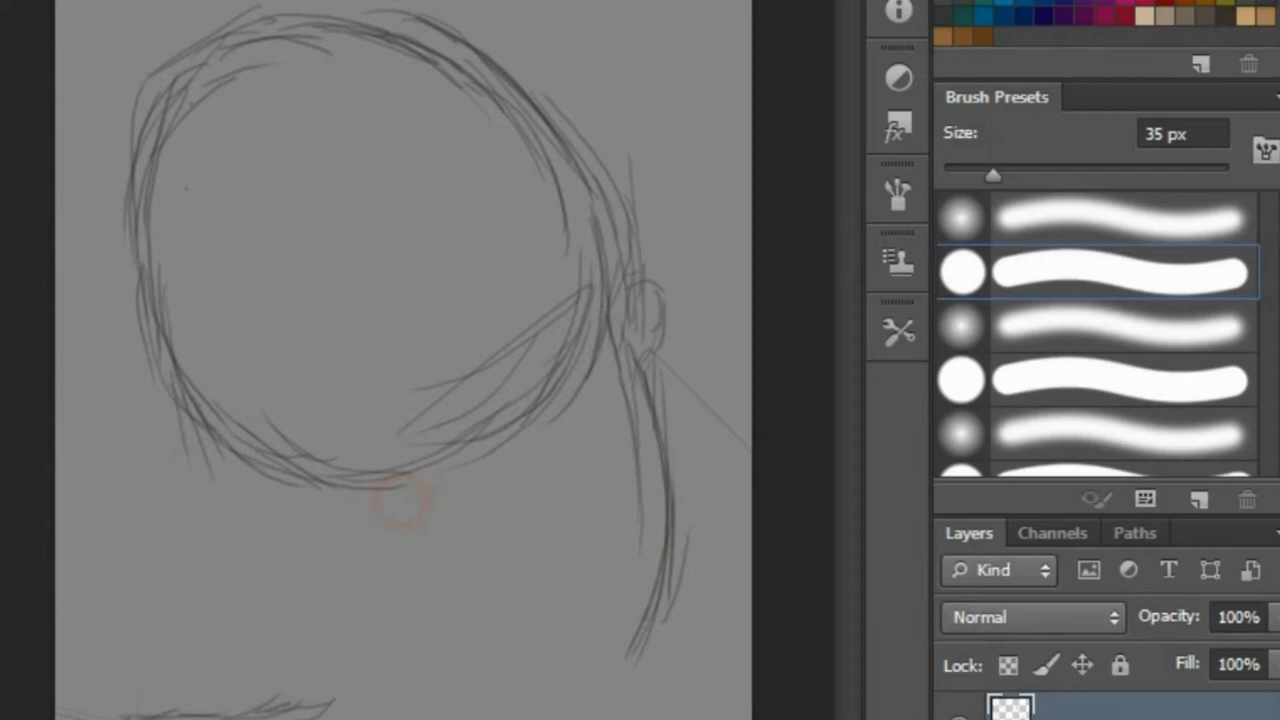 Brush Presets
Size:
35 px
Layers
Channels
Paths
Kind
Normal
Opacity:
100%
Lock:
Fill:
100%